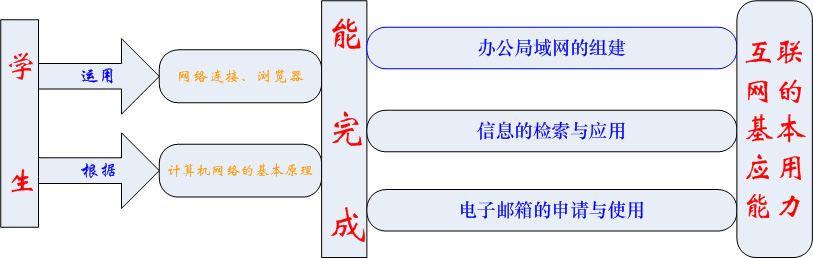 学生
运用
网络连接、浏览器
根据
计算机网络的基本原理
能完成
办公局域网的组建
信息的检索与应用
电子邮箱的申请与使用
互联
网的
基本
应用
能力